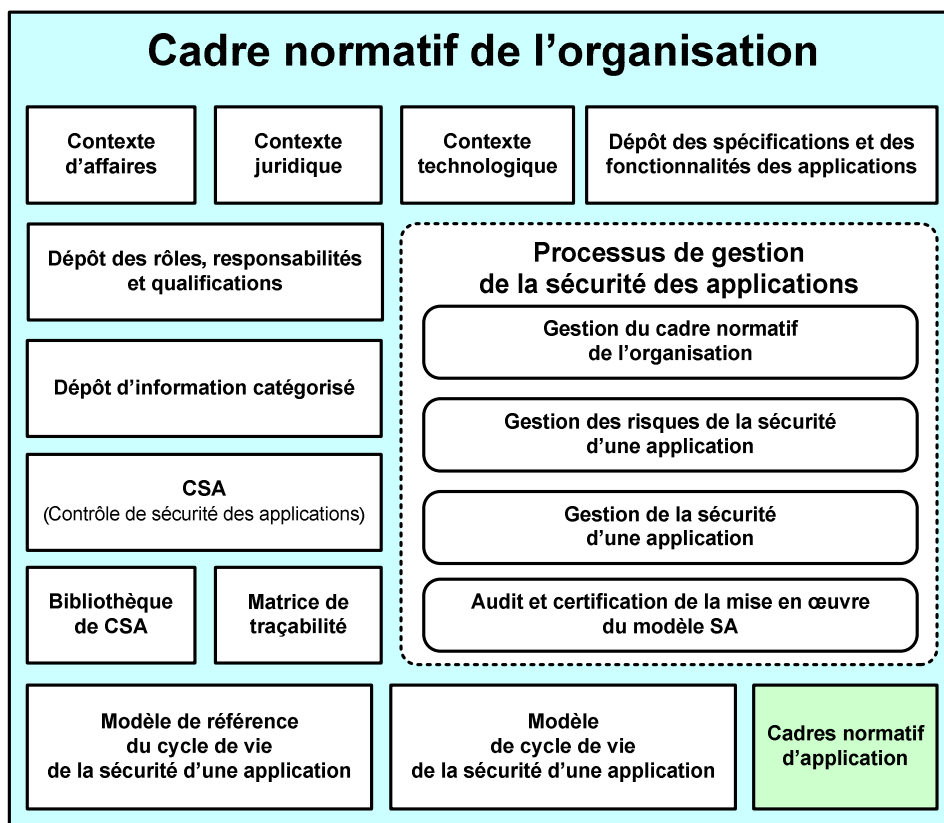 Cadre normatif de l’organisation
Contexte
d’affaires
Contexte
juridique
Contexte
technologique
Dépôt des spécifications et des
fonctionnalités des applications
Dépôt des rôles, responsabilités
et qualifications
Dépôt d’information catégorisé
CSA
(Contrôle de sécurité des applications)
Bibliothèque
de CSA
Matrice de
traçabilité
Processus de gestion
de la sécurité des applications
Gestion du cadre normatif
de l’organisation
Gestion des risques de la sécurité
d’une application
Gestion de la sécurité
d’une application
Audit et certification de la mise en œuvre
du modèle SA
Modèle de référence
du cycle de vie
de la sécurité d’une application
Modèle
de cycle de vie
de la sécurité d’une application
Cadres normatif
d’application